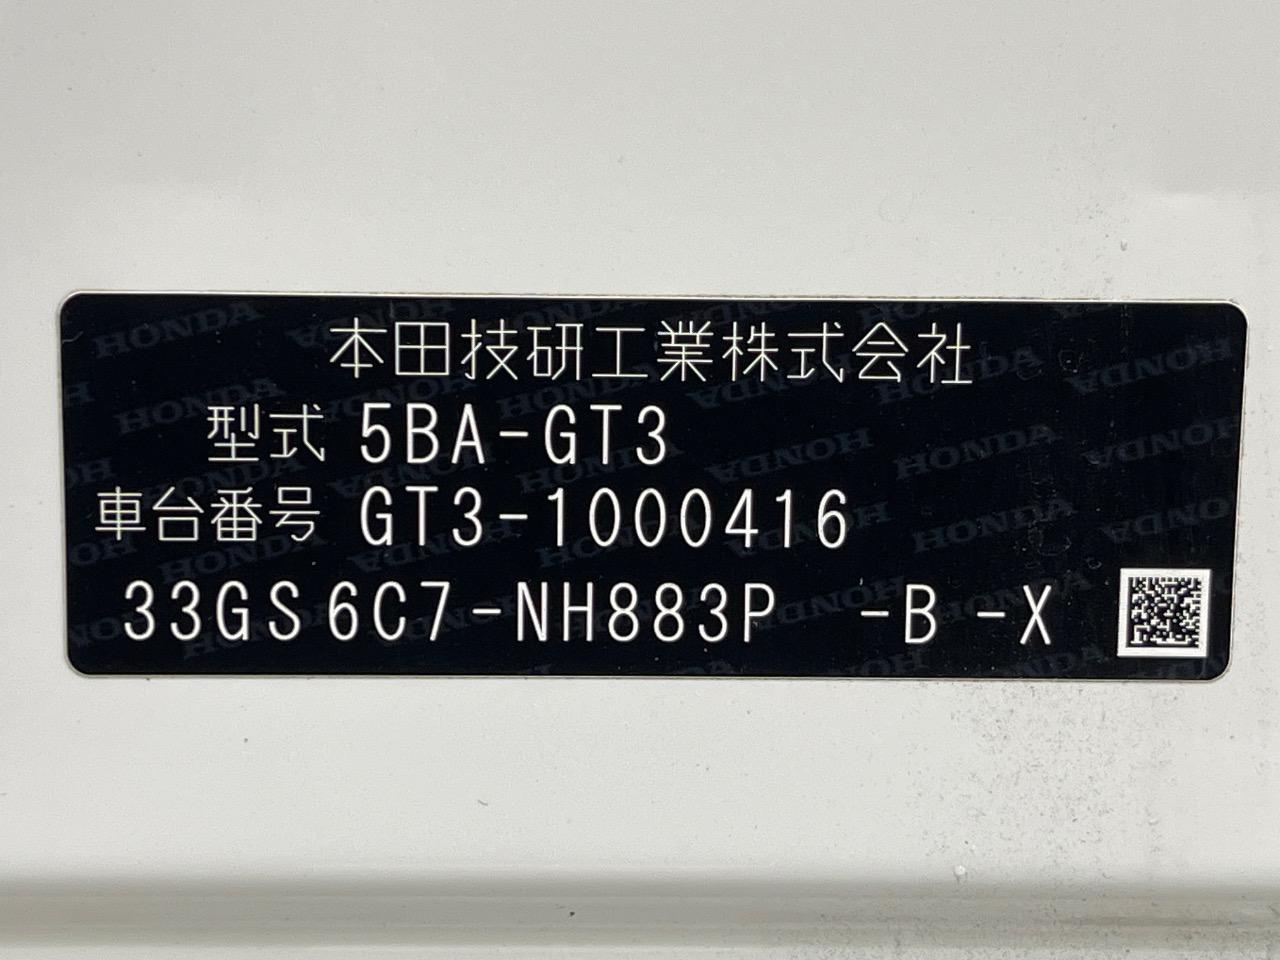 本田技研工業株式会社
型式 5BA-GT3
車台番号 GT3-1000416
33GS6C7-NH883P -B -X